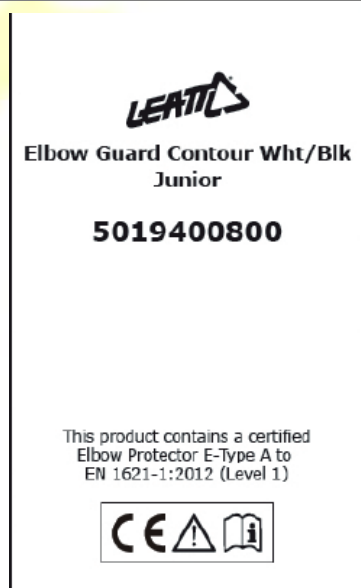 LEATT
Elbow Guard Contour Wht/Blk
Junior
5019400800
This product contains a certified
Elbow Protector E-Type A to
EN 1621-1:2012 (Level 1)
CE